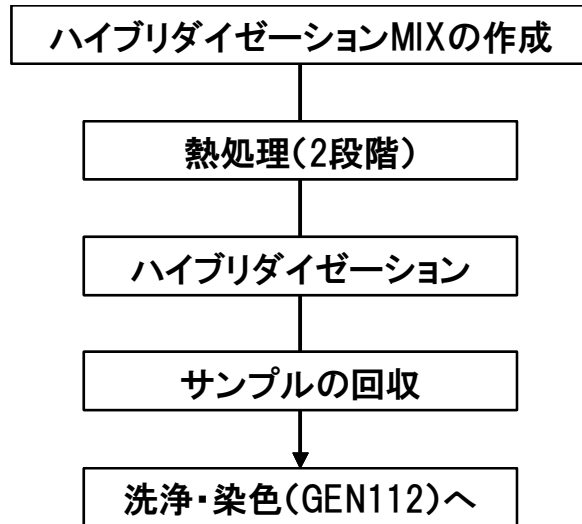 ハイブリダイゼーションMIXの作成
熱処理(2段階)
ハイブリダイゼーション
サンプルの回収
洗浄・染色(GEN112)へ